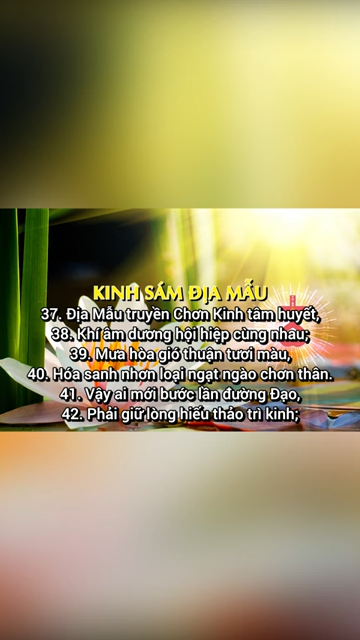 KINH SÁM ĐỊA MẪU
37. Địa Mẫu truyền Chơn Kinh tâm huyết,
38. Khí âm dương hội hiệp cùng nhau;
39. Mưa hòa gió thuận tươi màu,
40. Hóa sanh nhơn loại ngạt ngào chơn thân.
41. Vậy ai mới bước lần đường Đạo,
42. Phải giữ lòng hiếu thảo trì kinh;